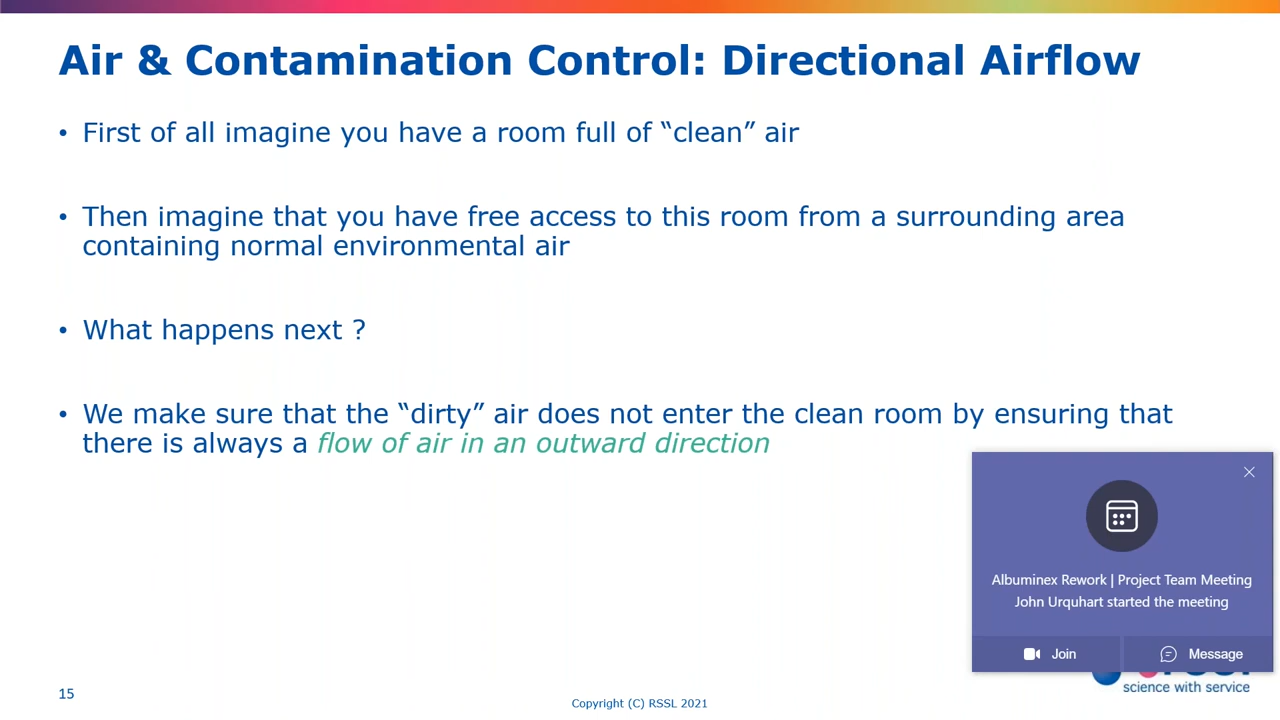 Air & Contamination Control: Directional Airflow
• First of all imagine you have a room full of “clean” air
• Then imagine that you have free access to this room from a surrounding area
containing normal environmental air
• What happens next ?
• We make sure that the “dirty” air does not enter the clean room by ensuring that
there is always a flow of air in an outward direction
Albuminex Rework | Project Team Meeting
John Urquhart started the meeting
Join
Message
science with service
15
Copyright (C) RSSL 2021